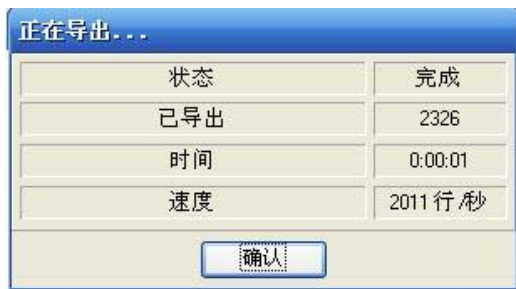 正在导出...
状态 完成
已导出 2326
时间 0:00:01
速度 2011 行/秒
确认